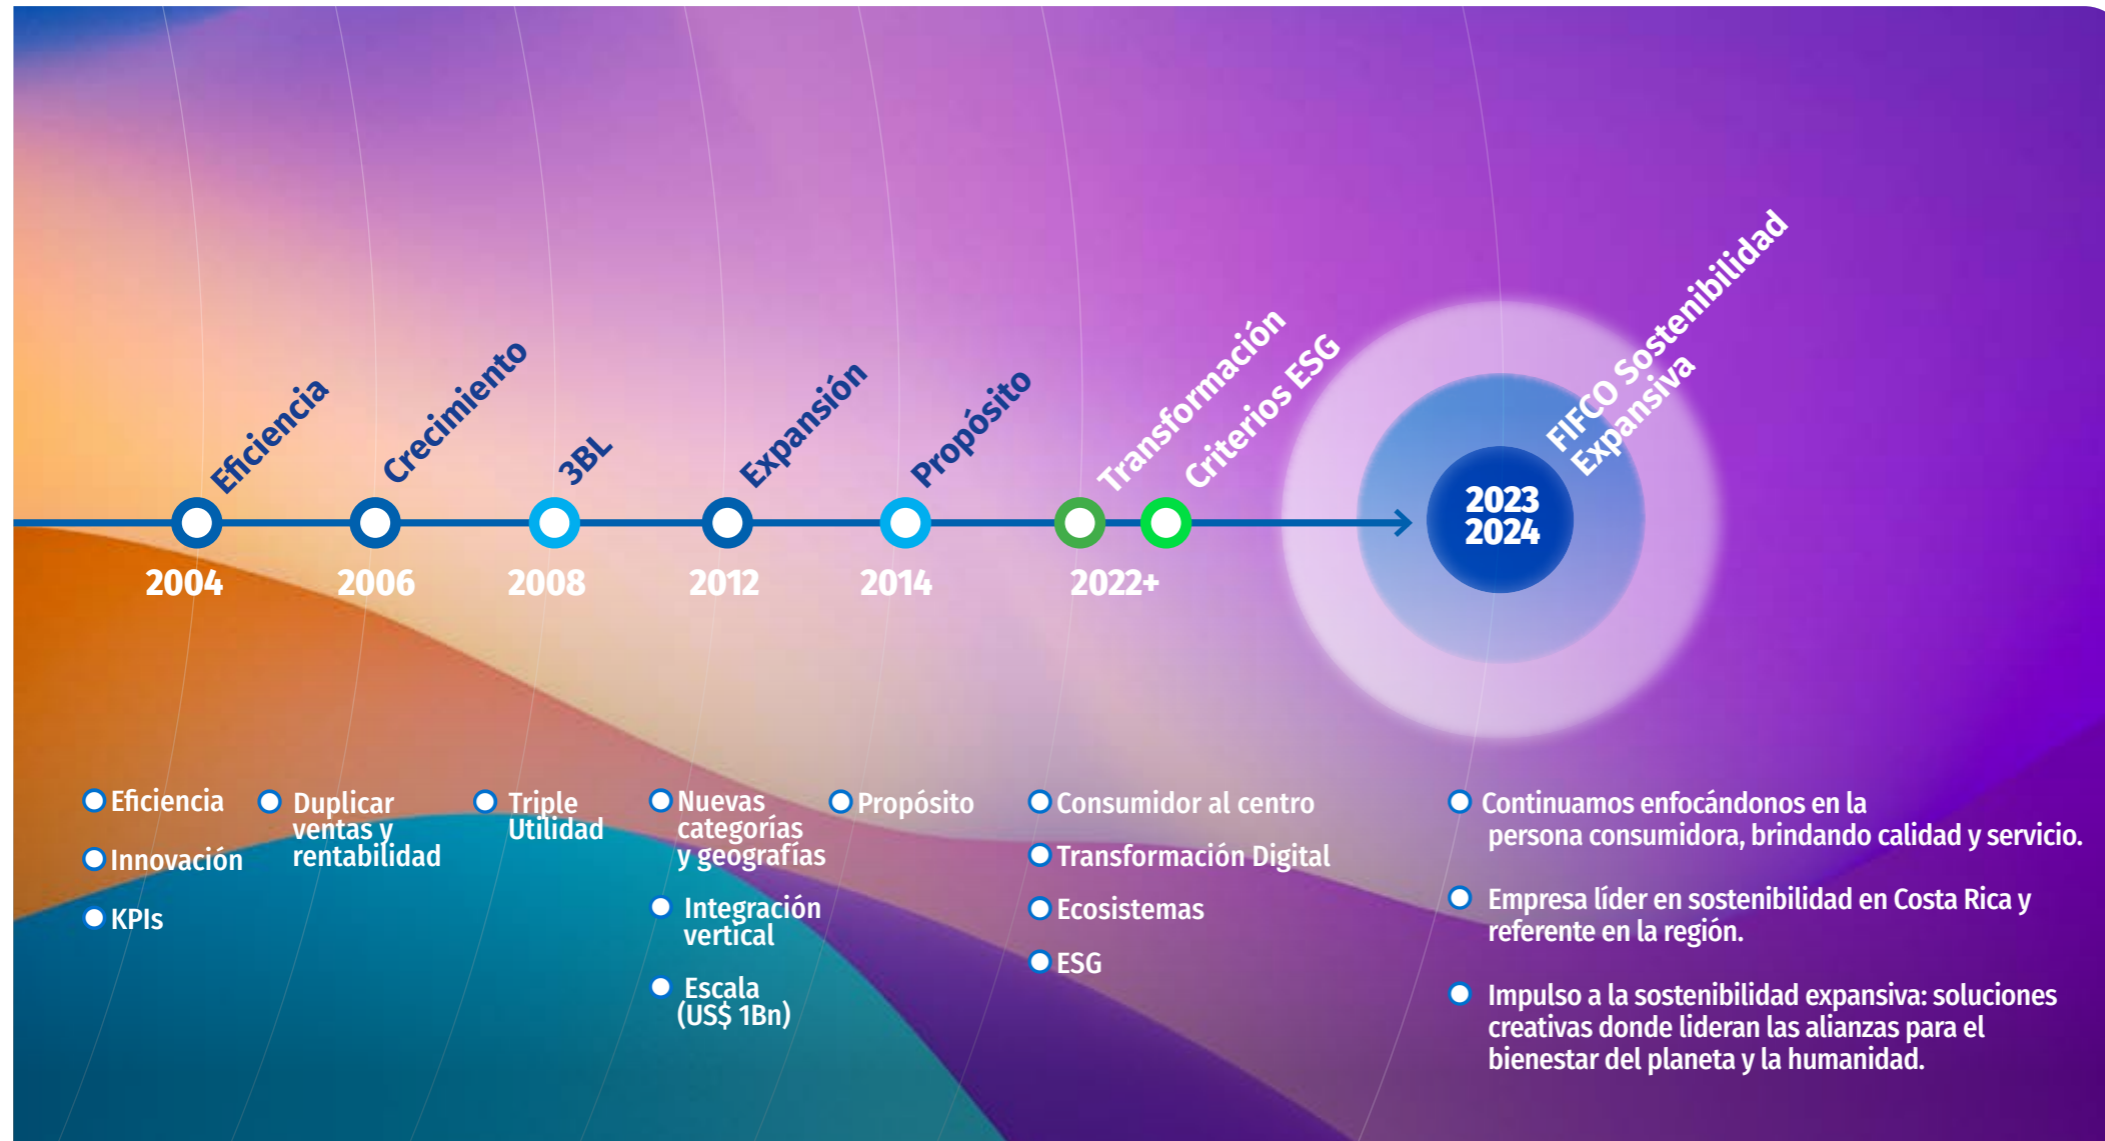 Eficiencia
Crecimiento
3BL
Expansión
Propósito
Transformación
Criterios ESG
FIFCO Sostenibilidad
Expansiva
2023
2024
2004
2006
2008
2012
2014
2022+
Eficiencia
Innovación
KPIs
Duplicar
ventas y
rentabilidad
Triple
Utilidad
Nuevas
categorías
y geografías
Integración
vertical
Escala
(US$ 1Bn)
Propósito
Consumidor al centro
Transformación Digital
Ecosistemas
ESG
Continuamos enfocándonos en la
persona consumidora, brindando calidad y servicio.
Empresa líder en sostenibilidad en Costa Rica y
referente en la región.
Impulso a la sostenibilidad expansiva: soluciones
creativas donde lideran las alianzas para el
bienestar del planeta y la humanidad.